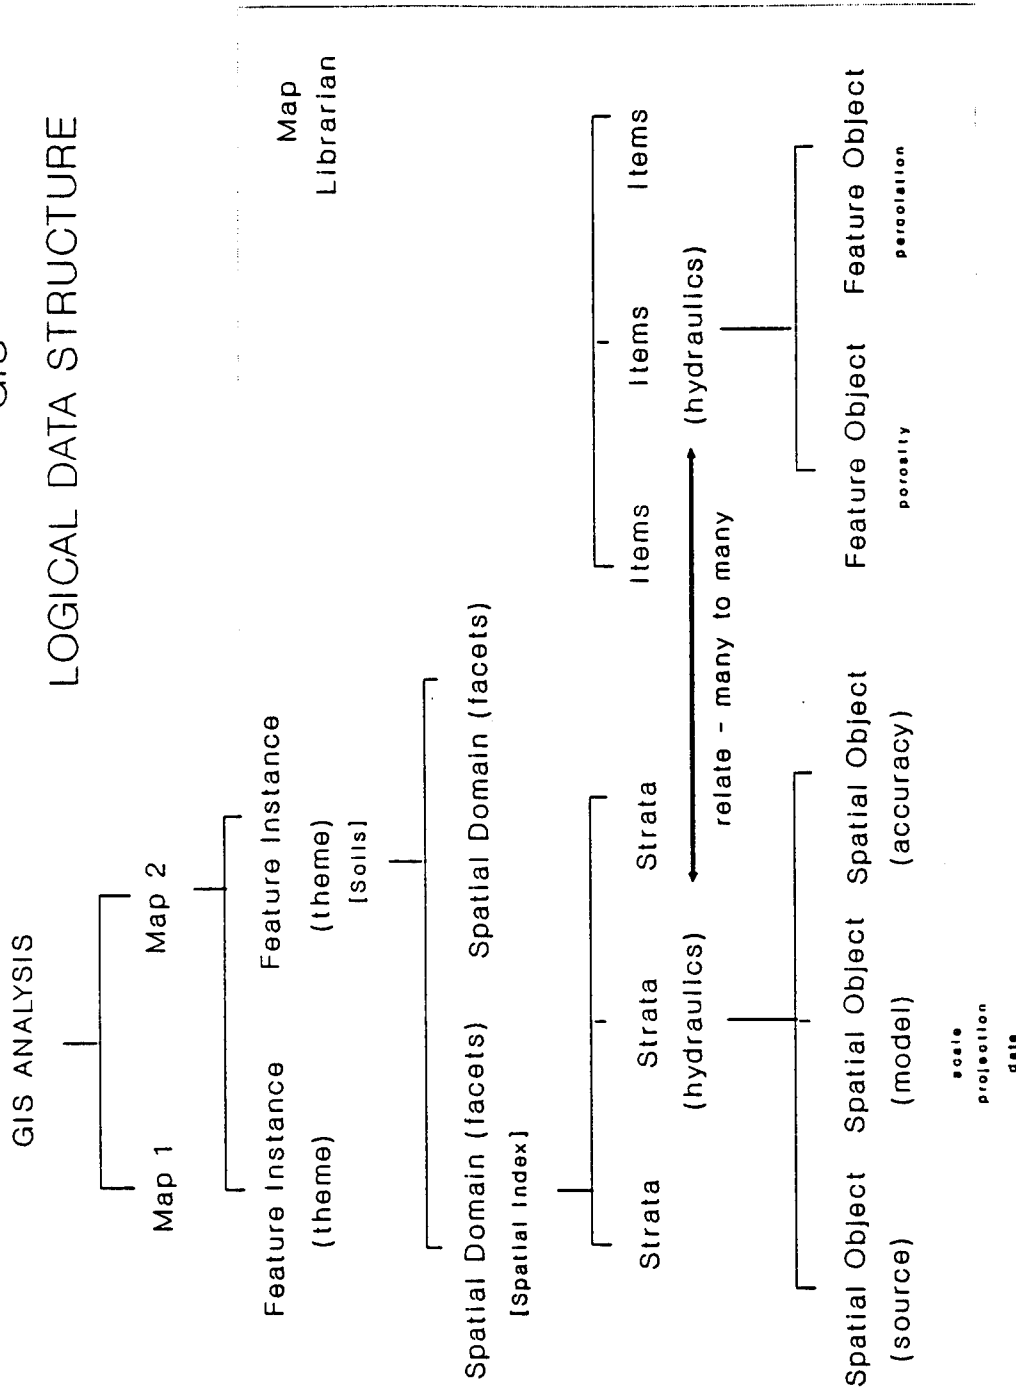 GIS
LOGICAL DATA STRUCTURE
GIS ANALYSIS
Map 1 Map 2
Map
Librarian
Feature Instance Feature Instance
(theme) (theme)
[Soils]
Spatial Domain (facets) Spatial Domain (facets)
[Spatial Index]
Strata Strata Strata Items Items Items
(hydraulics) (hydraulics)
relate - many to many
Spatial Object Spatial Object Spatial Object Feature Object Feature Object
(source) (model) (accuracy) porosity percolation
scale
projection
date